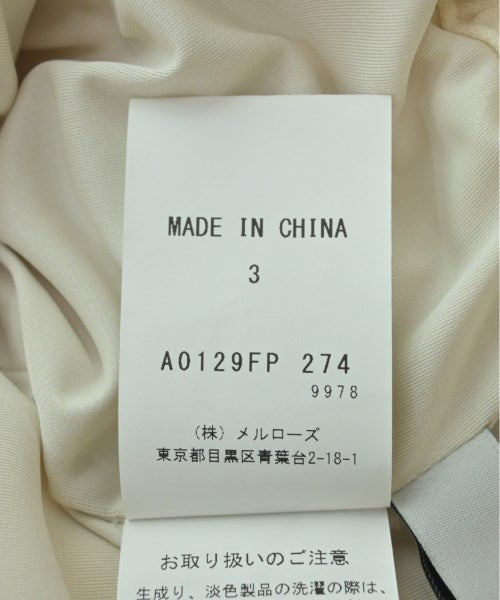 MADE IN CHINA
3
A0129FP 274
9978
(株) メルローズ
東京都目黒区青葉台2-18-1
お取り扱いのご注意
生成り、淡色製品の洗濯の際は、